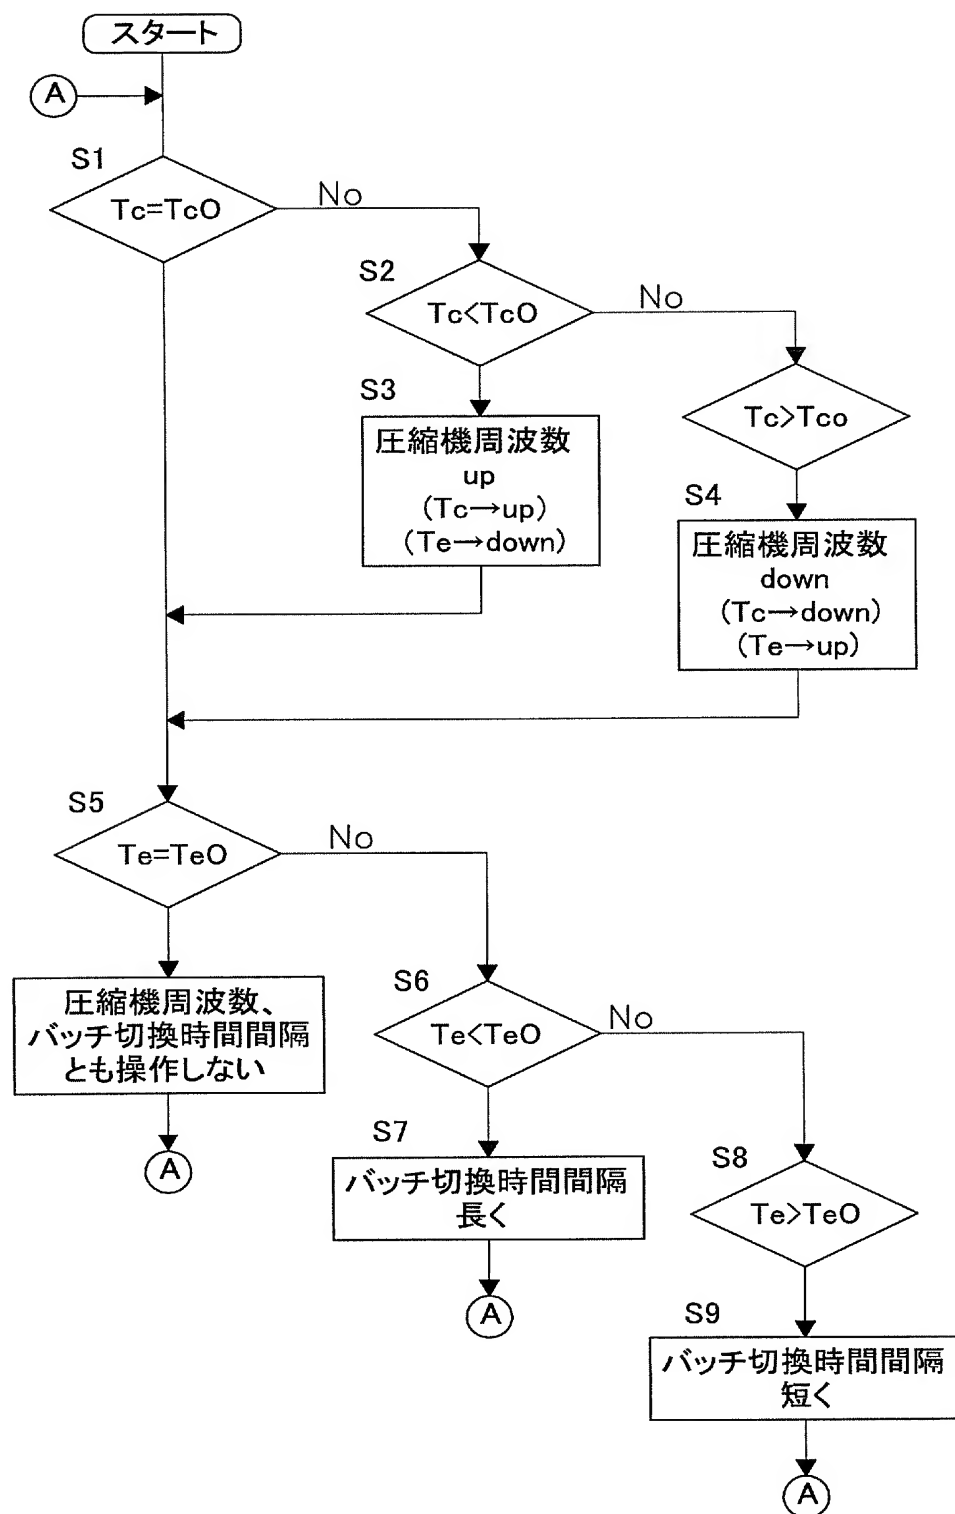 スタート
A
S1
Tc=TcO
No
S2
Tc<TcO
No
S3
圧縮機周波数
up
(Tc→up)
(Te→down)
Tc>Tco
S4
圧縮機周波数
down
(Tc→down)
(Te→up)
S5
Te=TeO
No
圧縮機周波数、
バッチ切換時間間隔
とも操作しない
A
S6
Te<TeO
No
S7
バッチ切換時間間隔
長く
A
S8
Te>TeO
S9
バッチ切換時間間隔
短く
A